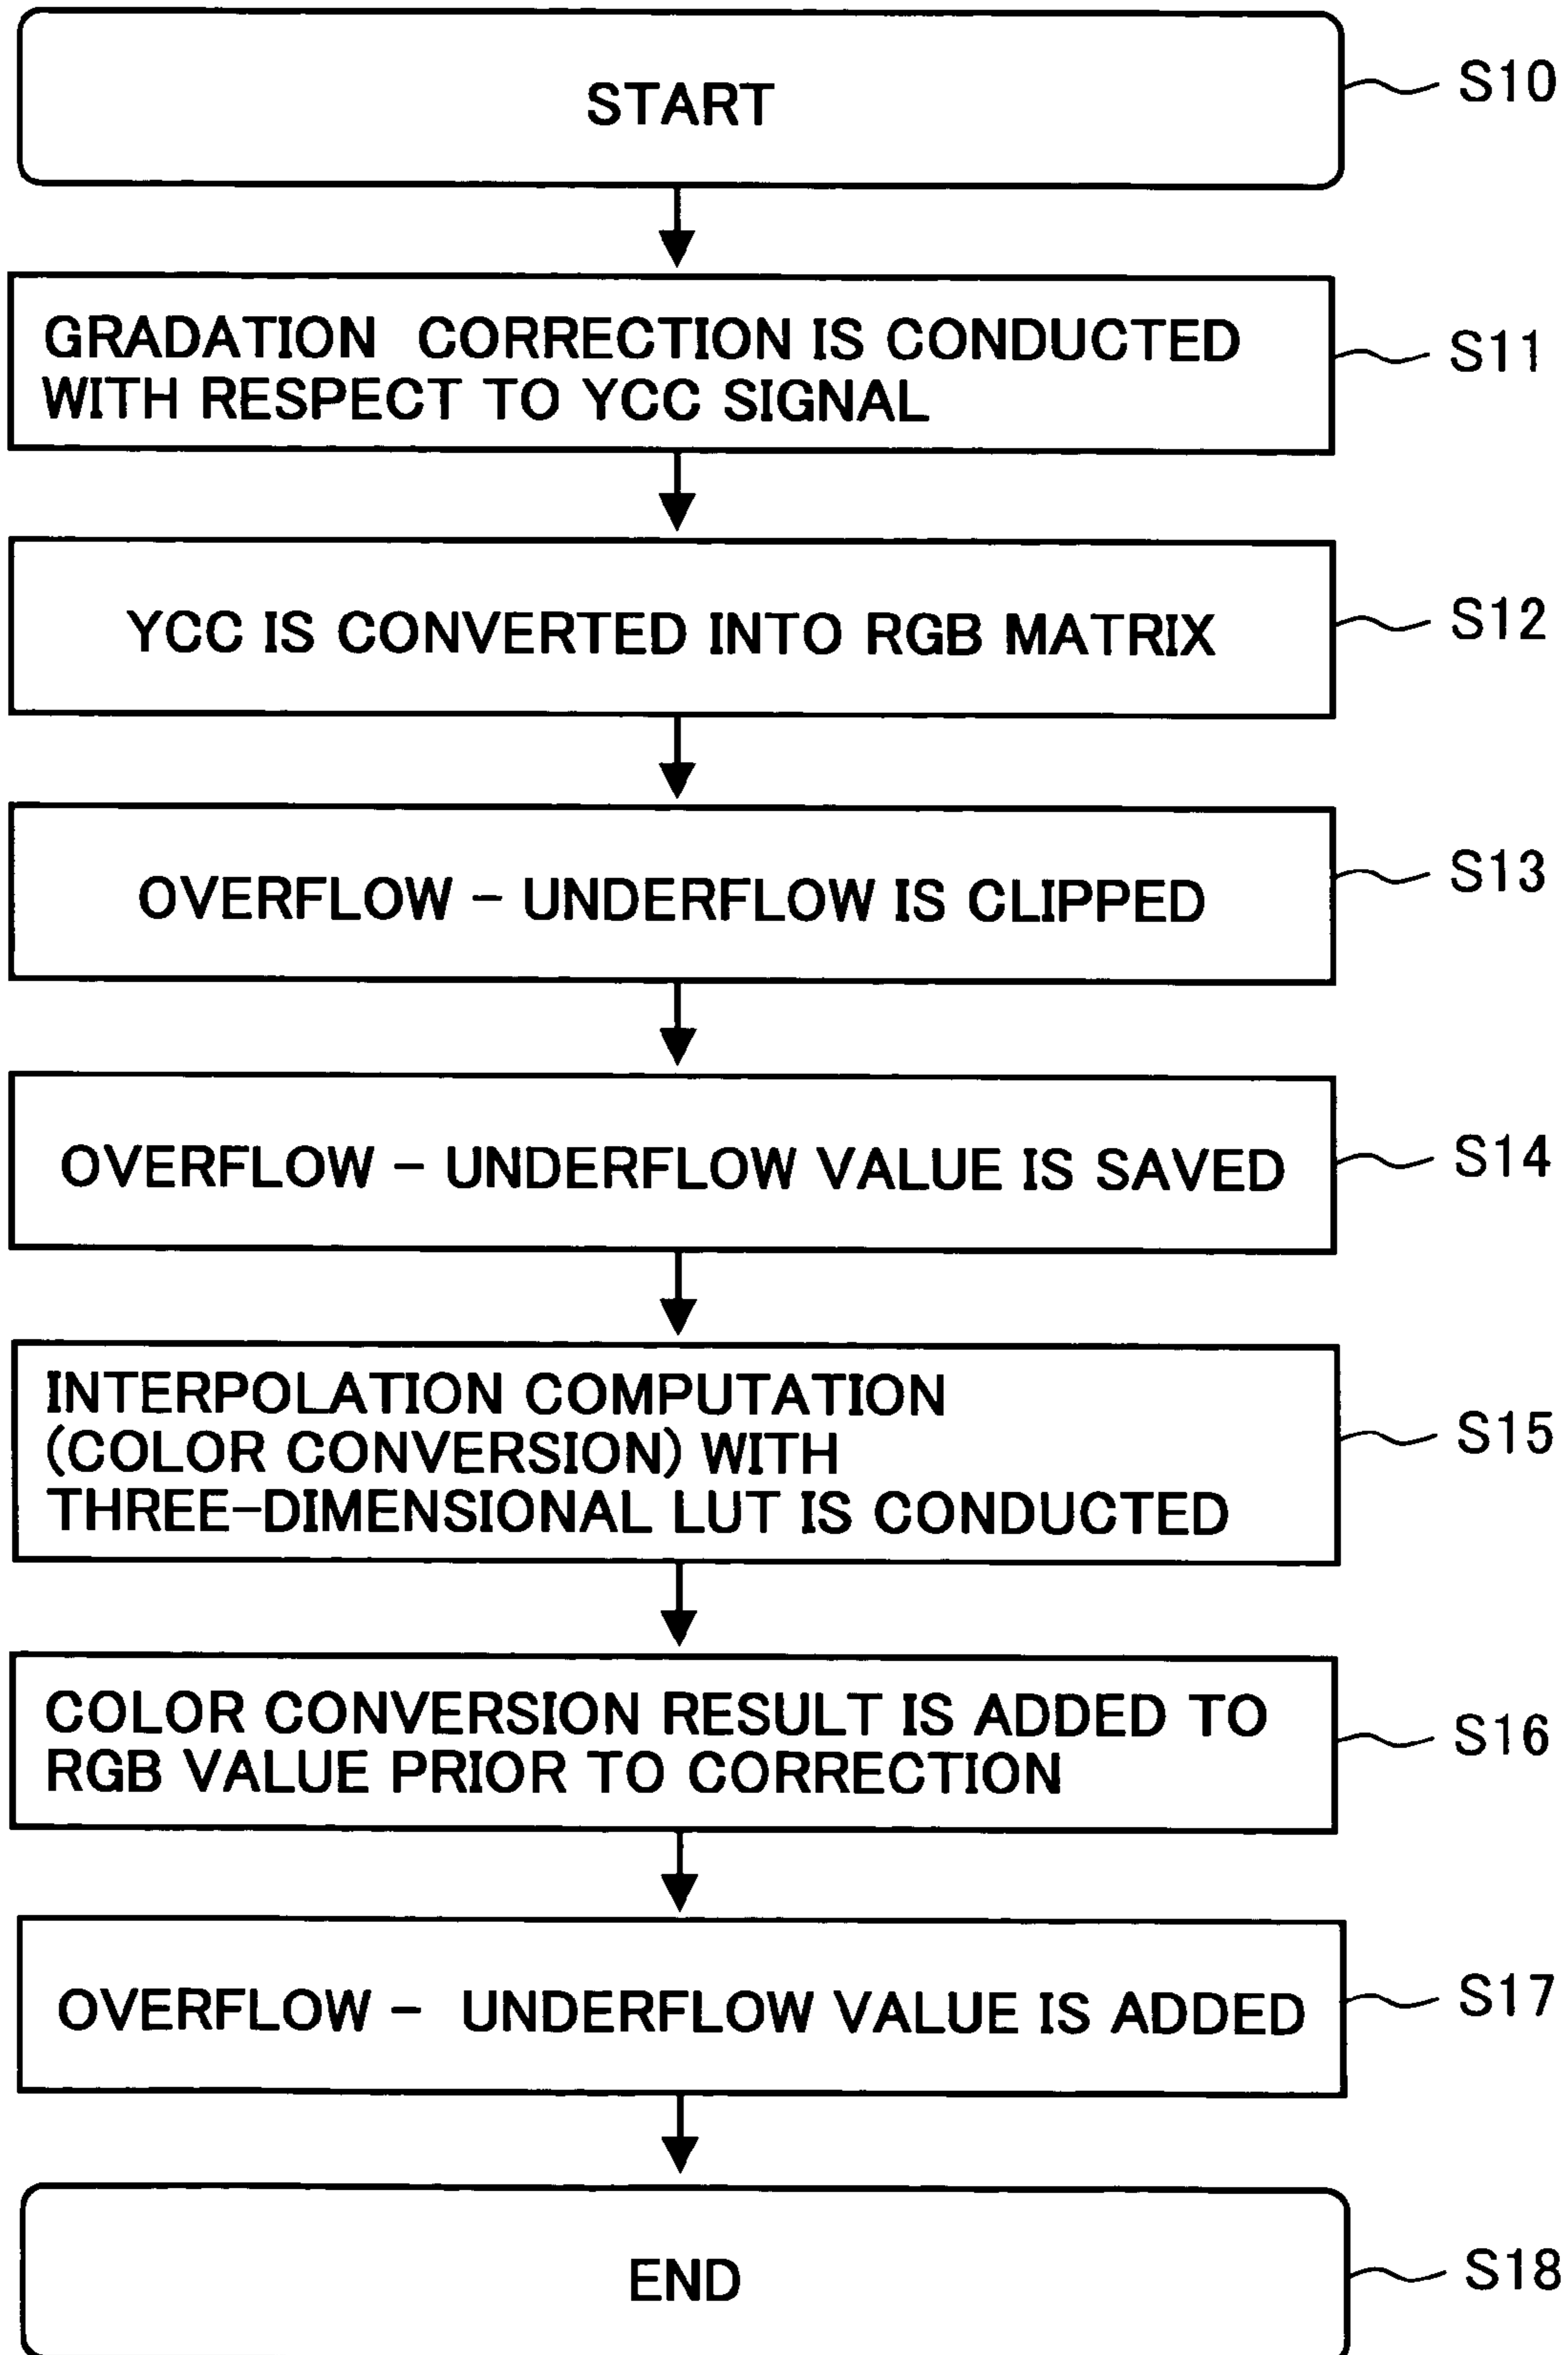 START
S10
GRADATION CORRECTION IS CONDUCTED
WITH RESPECT TO YCC SIGNAL
S11
YCC IS CONVERTED INTO RGB MATRIX
S12
OVERFLOW - UNDERFLOW IS CLIPPED
S13
OVERFLOW - UNDERFLOW VALUE IS SAVED
S14
INTERPOLATION COMPUTATION
(COLOR CONVERSION) WITH
THREE-DIMENSIONAL LUT IS CONDUCTED
S15
COLOR CONVERSION RESULT IS ADDED TO
RGB VALUE PRIOR TO CORRECTION
S16
OVERFLOW - UNDERFLOW VALUE IS ADDED
S17
END
S18